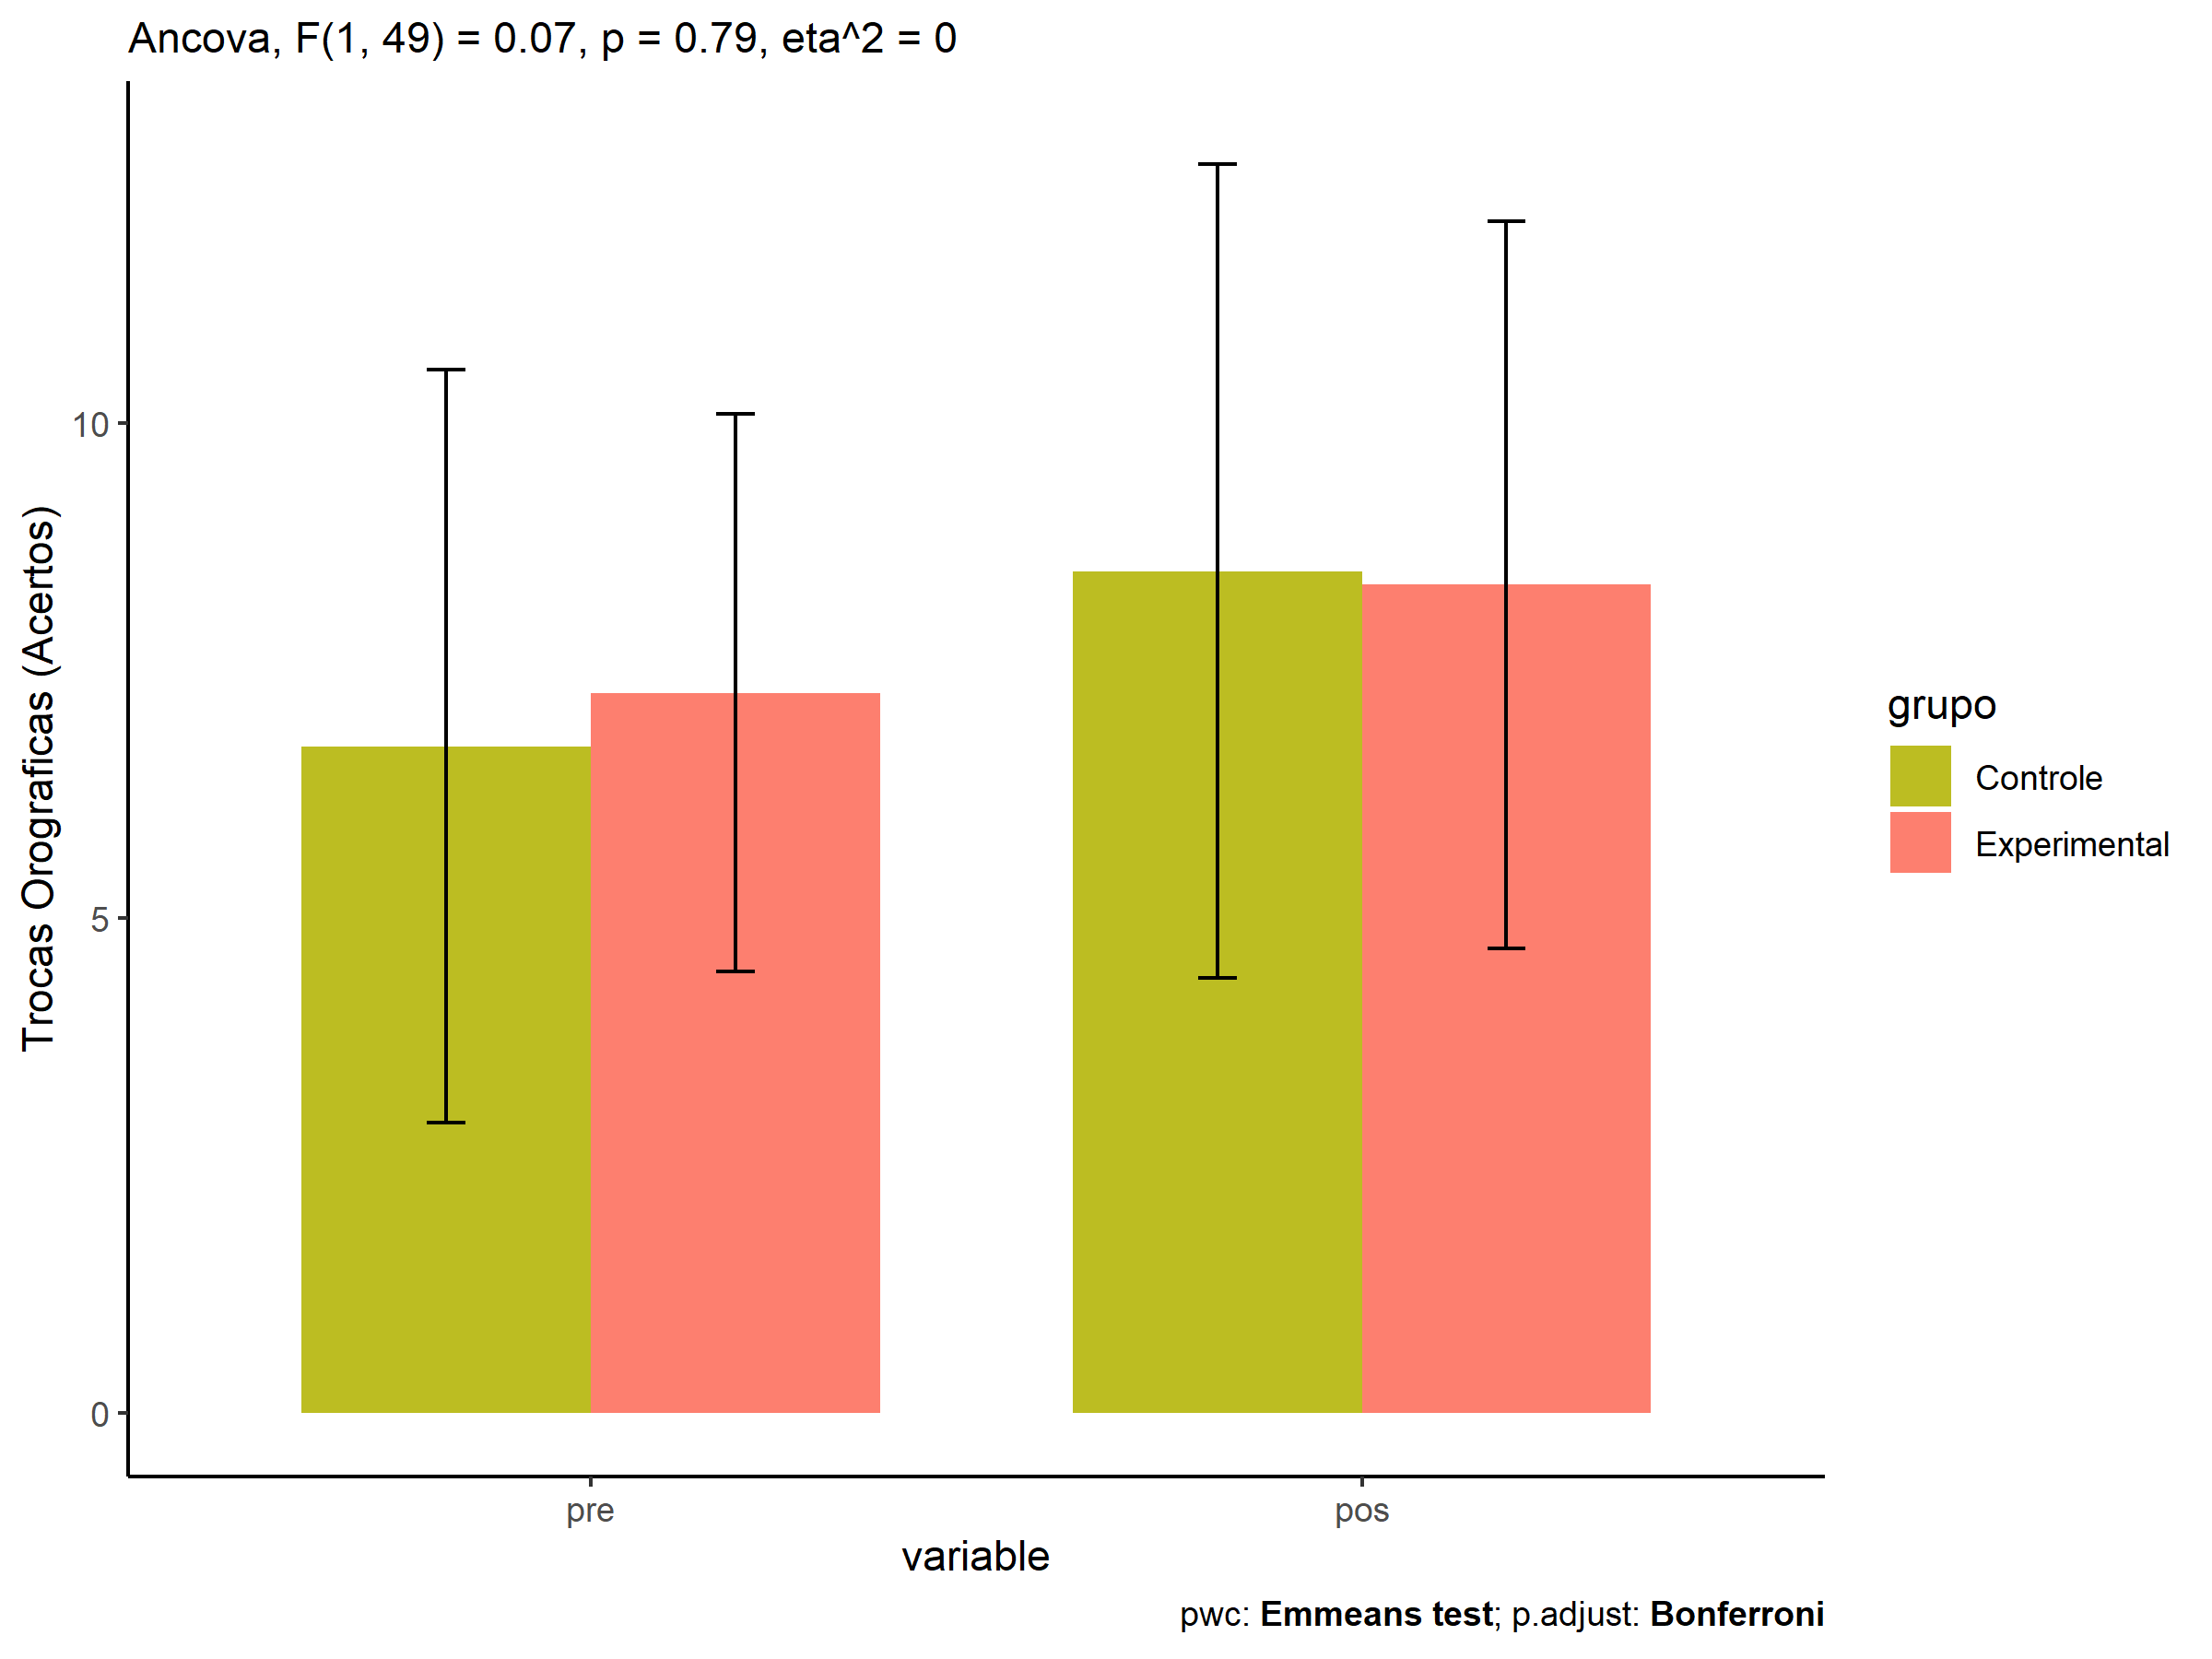 Ancova, F(1, 49) = 0.07, p = 0.79, eta^2 = 0
Trocas Orograficas (Acertos)
10
5
0
pre
pos
variable
grupo
Controle
Experimental
pwc: Emmeans test; p.adjust: Bonferroni